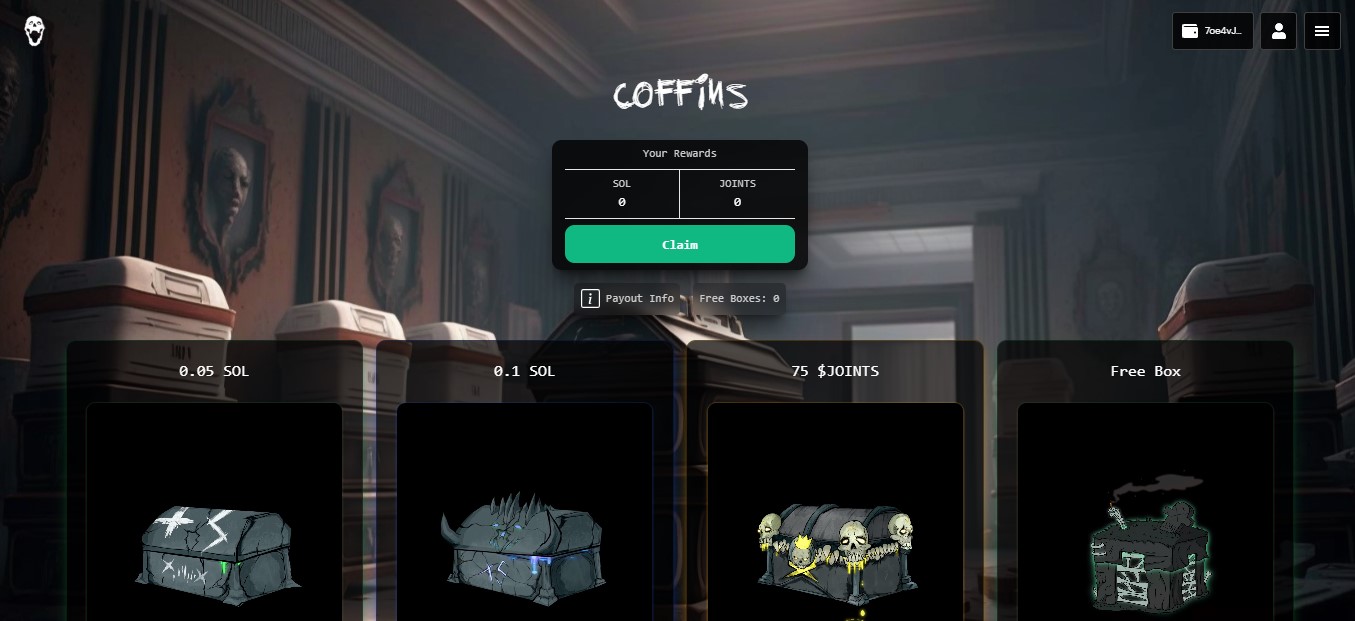 7oe4vJ..
COFFiNS
Your Rewards
SOL
JOINTS
0
0
Claim
i Payout Info
Free Boxes: 0
0.05 SOL
0.1 SOL
75 $JOINTS
Free Box